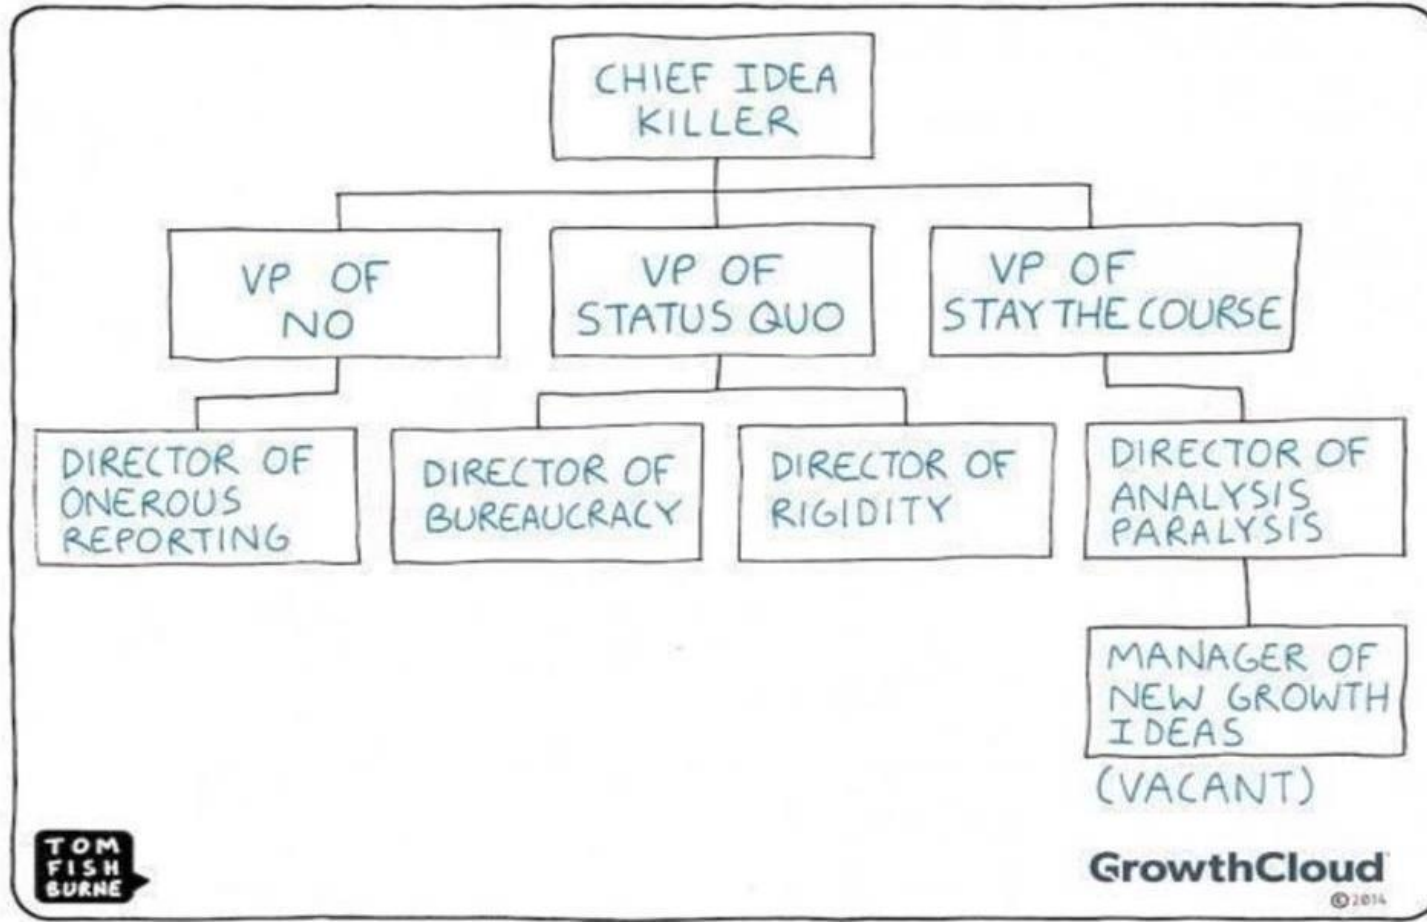 CHIEF IDEA
KILLER
VP OF
NO
VP OF
STATUS QUO
VP OF
STAY THE COURSE
DIRECTOR OF
ONEROUS
REPORTING
DIRECTOR OF
BUREAUCRACY
DIRECTOR OF
RIGIDITY
DIRECTOR OF
ANALYSIS
PARALYSIS
MANAGER OF
NEW GROWTH
IDEAS
(VACANT)
TOM
FISH
BURNE
GrowthCloud
©2014